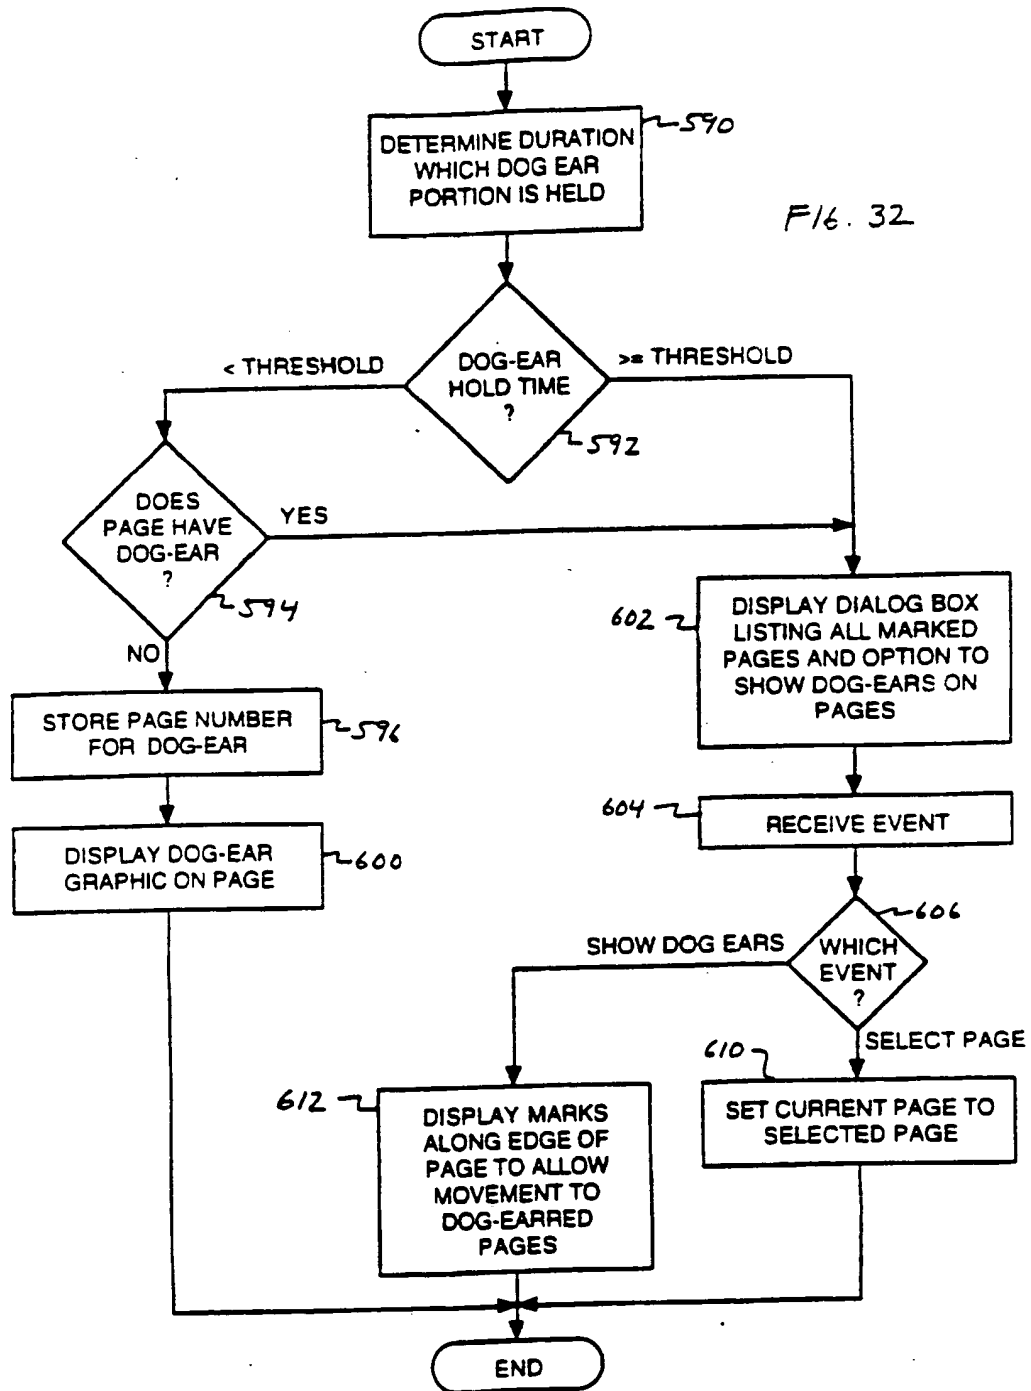 START
DETERMINE DURATION
WHICH DOG EAR
PORTION IS HELD
590
FIG. 32
DOG-EAR
HOLD TIME
?
592
< THRESHOLD
>= THRESHOLD
DOES
PAGE HAVE
DOG-EAR
?
594
YES
NO
STORE PAGE NUMBER
FOR DOG-EAR
596
DISPLAY DOG-EAR
GRAPHIC ON PAGE
600
602
DISPLAY DIALOG BOX
LISTING ALL MARKED
PAGES AND OPTION TO
SHOW DOG-EARS ON
PAGES
604
RECEIVE EVENT
606
WHICH
EVENT
?
SHOW DOG EARS
SELECT PAGE
610
SET CURRENT PAGE TO
SELECTED PAGE
612
DISPLAY MARKS
ALONG EDGE OF
PAGE TO ALLOW
MOVEMENT TO
DOG-EARRED
PAGES
END